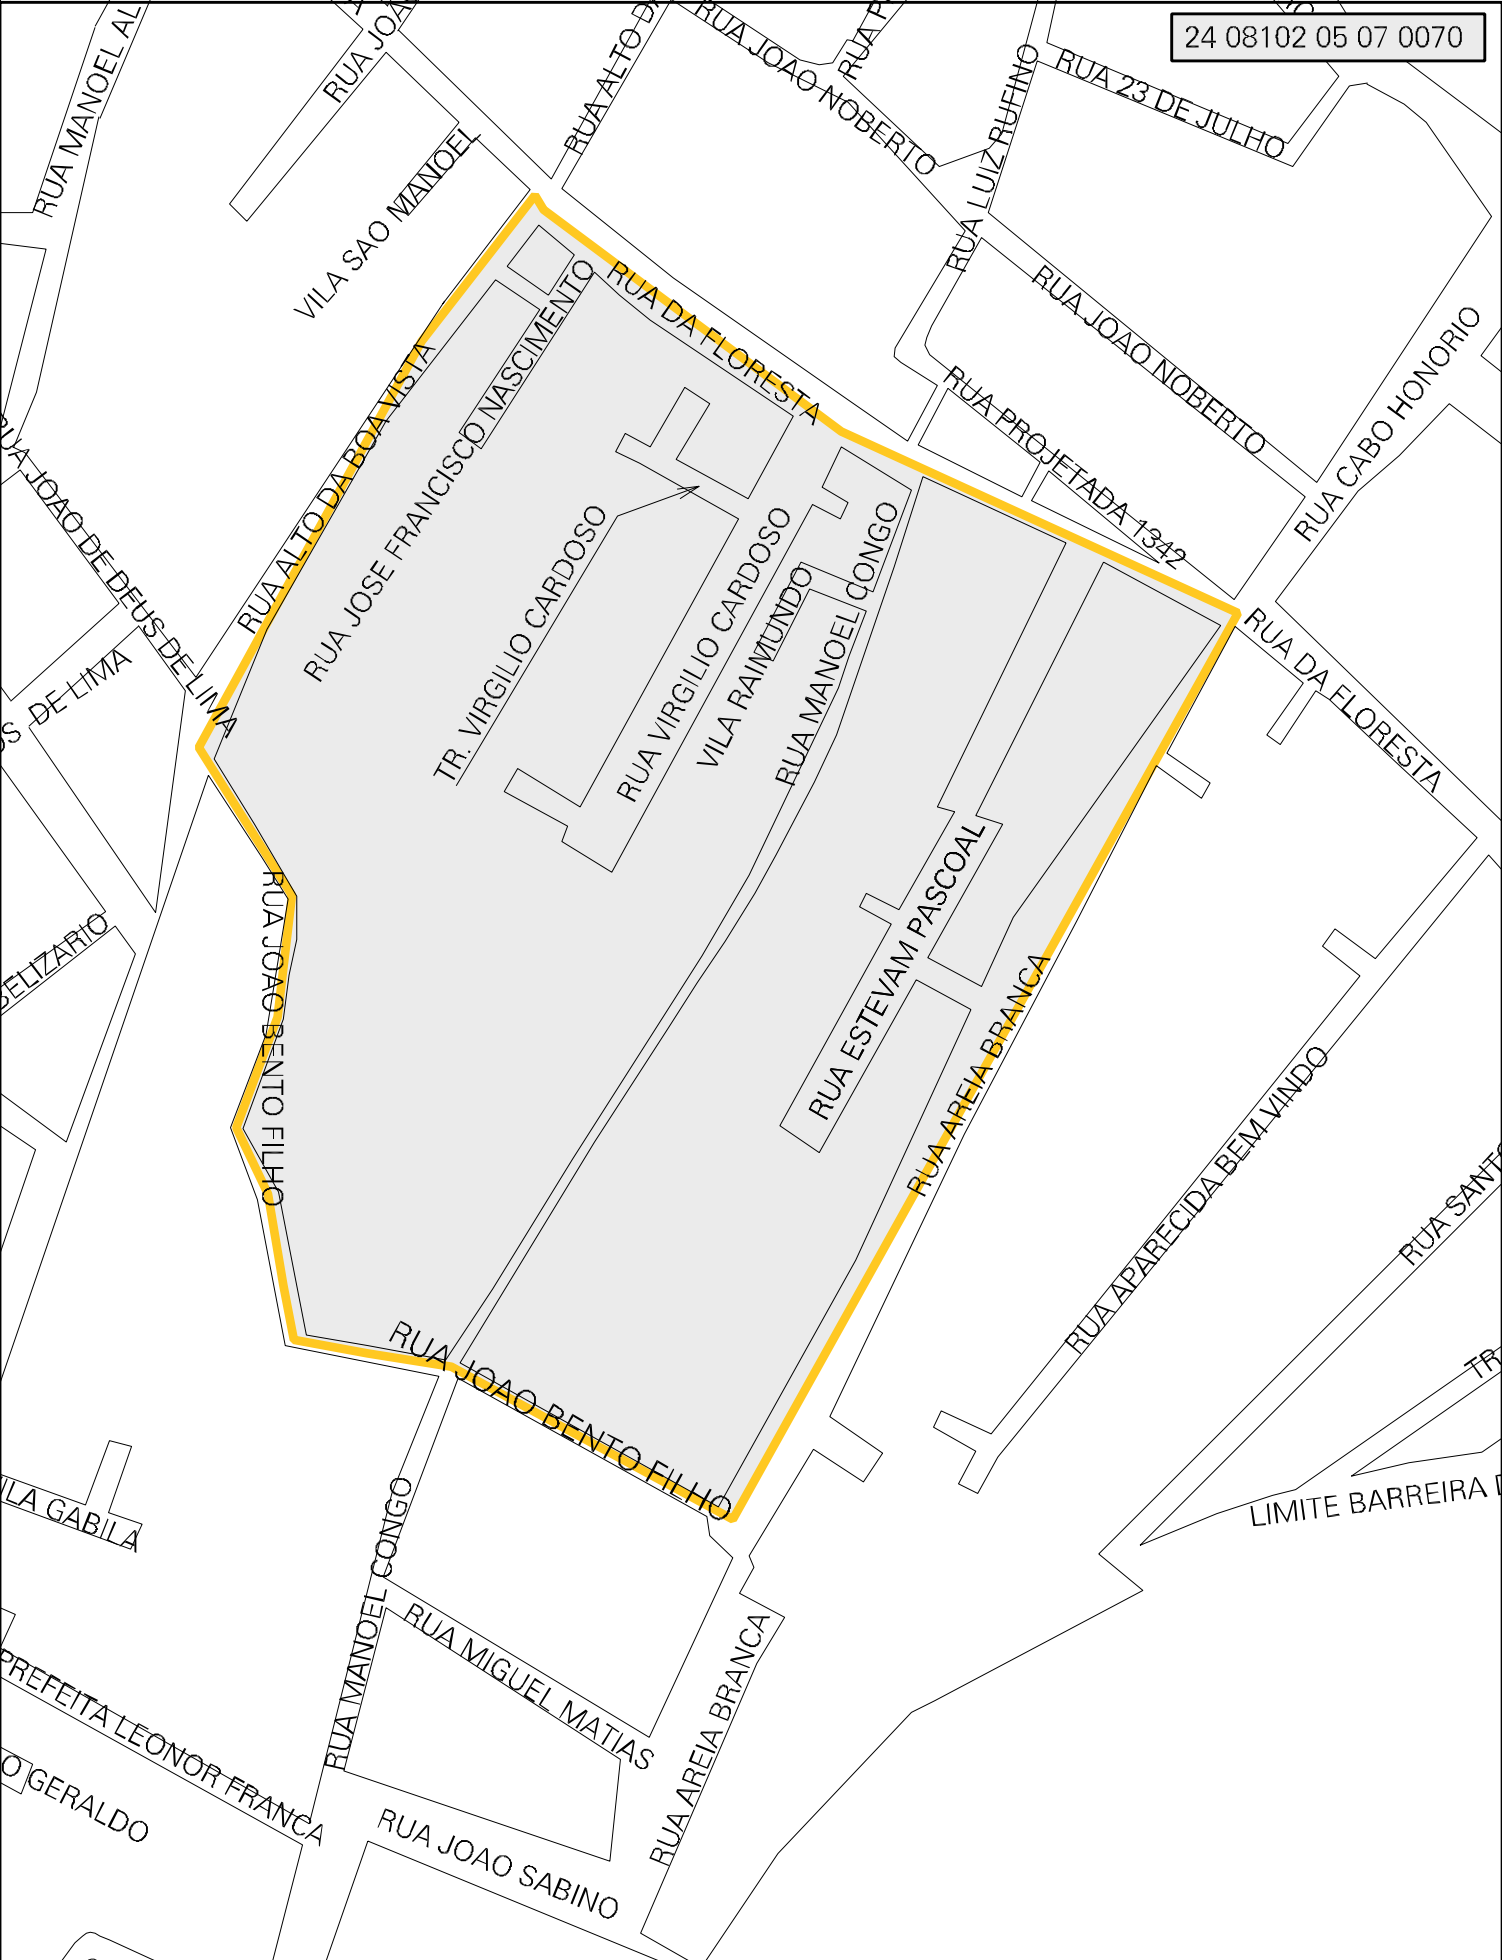 24 08102 05 07 0070
RUA MANOEL AL
RUA JOA
RUA ALTO DA
RUA JOAO NOBERTO
RUA P
RUA LUIZ RUFINO
RUA 23 DE JULHO
VILA SAO MANOEL
RUA DA FLORESTA
RUA JOAO NOBERTO
RUA CABO HONORIO
RUA PROJETADA 1342
RUA ALTO DA BOA VISTA
RUA JOSE FRANCISCO NASCIMENTO
RUA JOAO DE DEUS DE LIMA
TR. VIRGILIO CARDOSO
RUA VIRGILIO CARDOSO
VILA RAIMUNDO
RUA MANOEL CONGO
RUA DA FLORESTA
OS DE LIMA
RUA ESTEVAM PASCOAL
RUA JOAO BENTO FILHO
BELIZARIO
RUA AREIA BRANCA
RUA APARECIDA BEM VINDO
RUA SANTO
RUA JOAO BENTO FILHO
TR
LIMITE BARREIRA D
ILA GABILA
RUA MANOEL CONGO
RUA MIGUEL MATIAS
RUA AREIA BRANCA
PREFEITA LEONOR FRANCA
O GERALDO
RUA JOAO SABINO